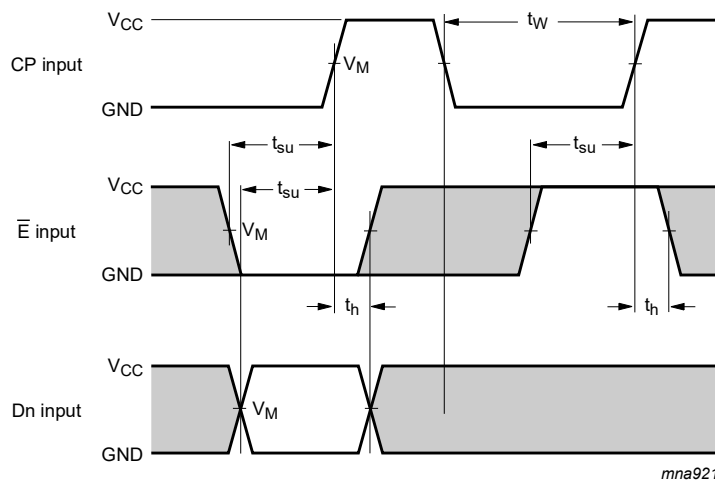 VCC
tW
CP input
VM
GND
tsu
tsu
VCC
tsu
E input
VM
GND
th
th
VCC
Dn input
VM
GND
mna921